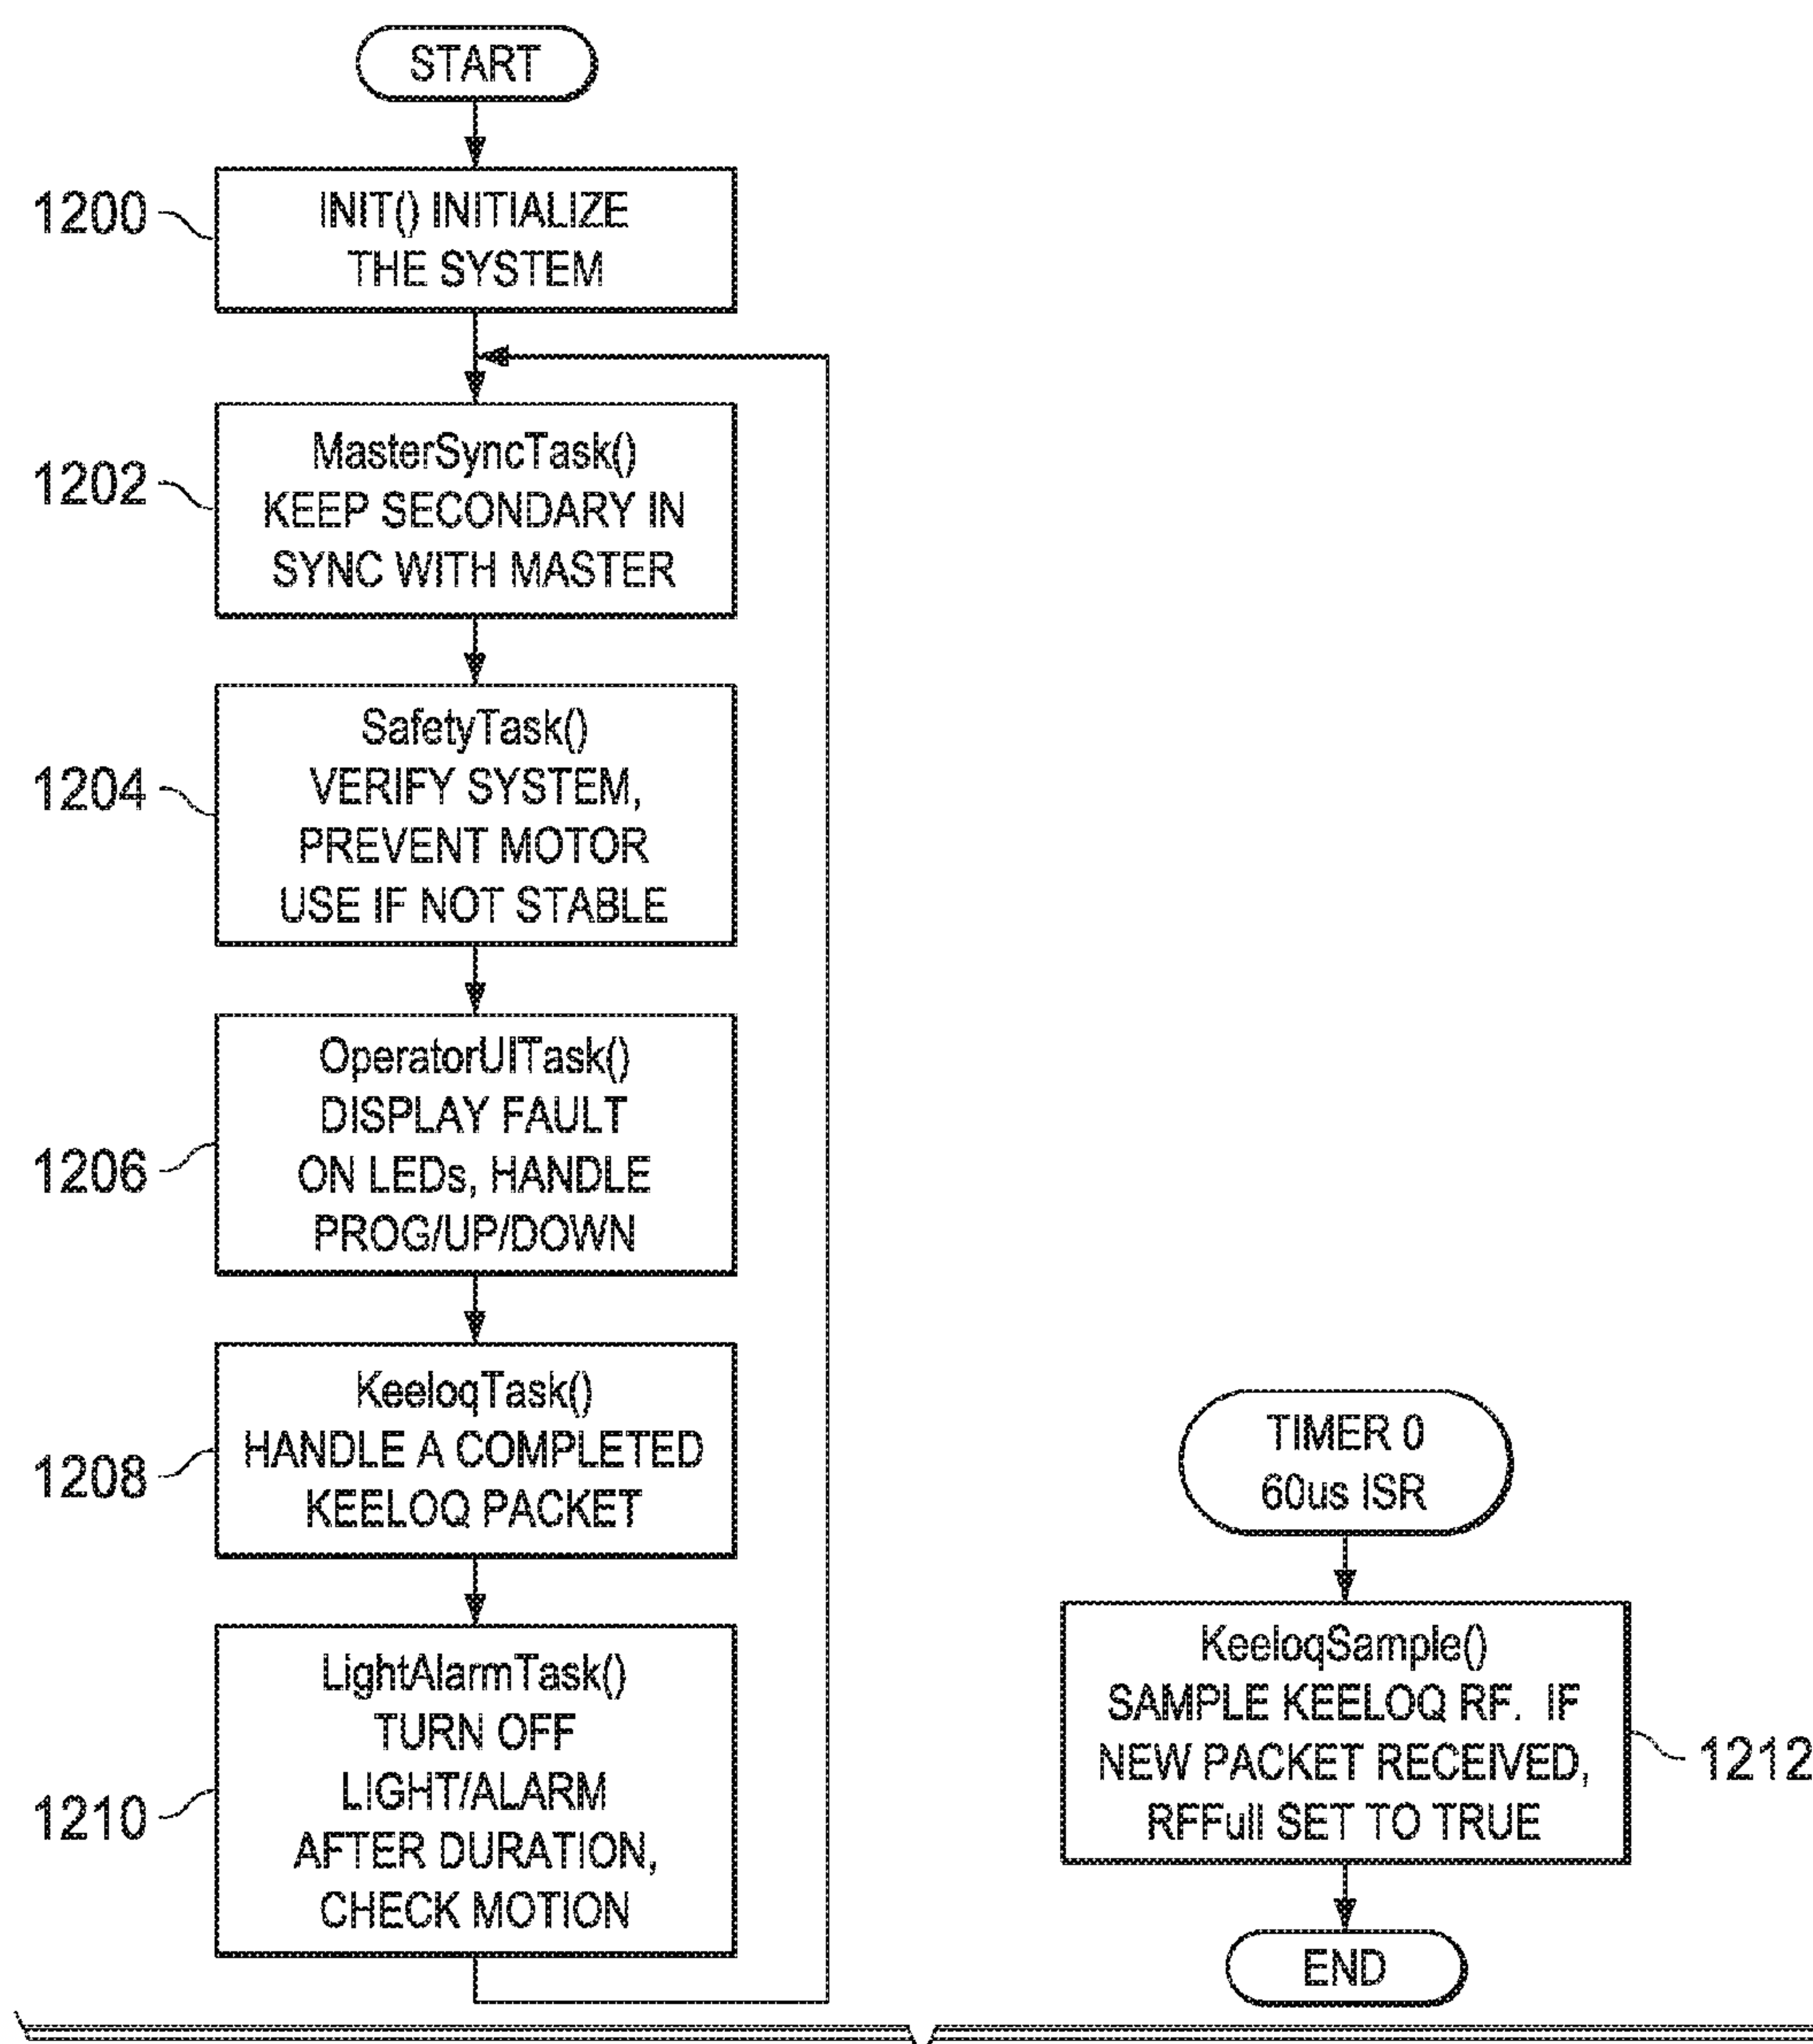 START
1200
INIT() INITIALIZE
THE SYSTEM
1202
MasterSyncTask()
KEEP SECONDARY IN
SYNC WITH MASTER
1204
SafetyTask()
VERIFY SYSTEM,
PREVENT MOTOR
USE IF NOT STABLE
1206
OperatorUITask()
DISPLAY FAULT
ON LEDs, HANDLE
PROG/UP/DOWN
1208
KeeloqTask()
HANDLE A COMPLETED
KEELOQ PACKET
1210
LightAlarmTask()
TURN OFF
LIGHT/ALARM
AFTER DURATION,
CHECK MOTION
TIMER 0
60us ISR
KeeloqSample()
SAMPLE KEELOQ RF. IF
NEW PACKET RECEIVED,
RFFull SET TO TRUE
1212
END